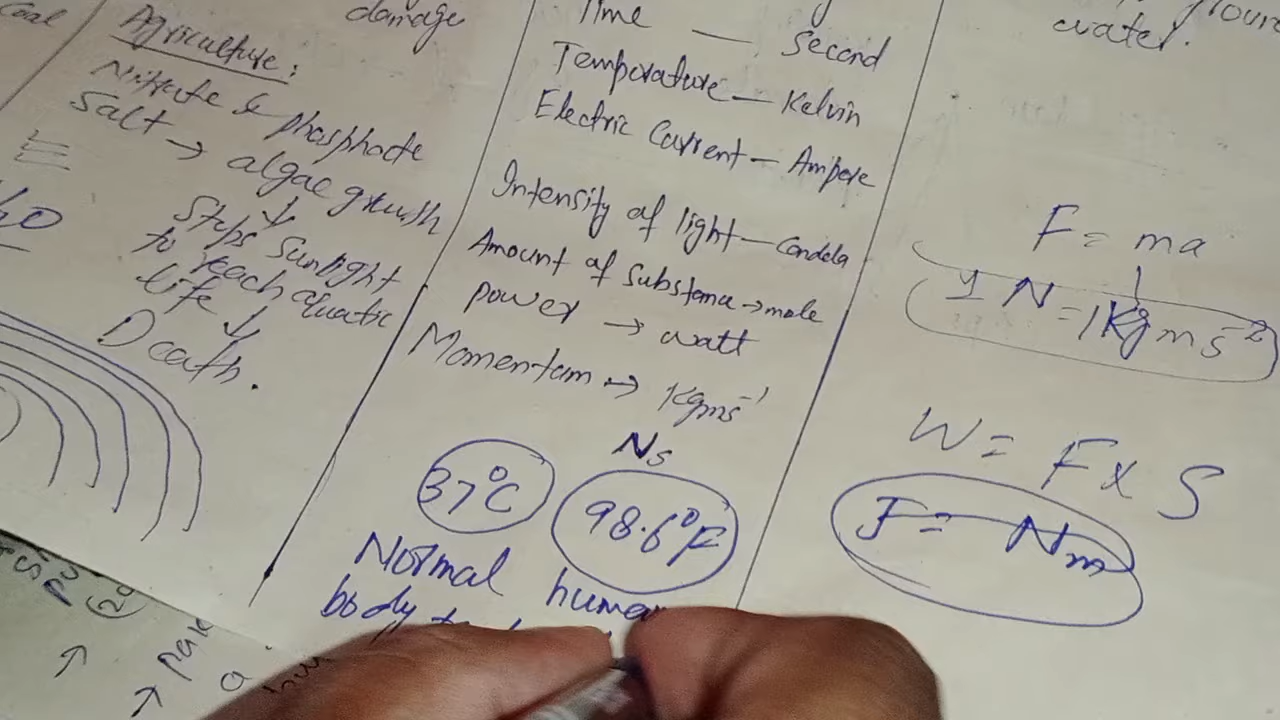 Coal
Agriculture:
Nitrate & phosphate
Salt → algae growth
↓
Stops sunlight
to reach aquatic
life ↓
Death.
damage
Time — Second
Temperature — Kelvin
Electric Current — Ampere
Intensity of light — Candela
Amount of substance → mole
power → watt
Momentum → Kgms⁻¹
Ns
37°C
98.6°F
Normal human
body
water.
F = ma
1 N = 1Kg ms⁻²
W = F x S
J = Nm